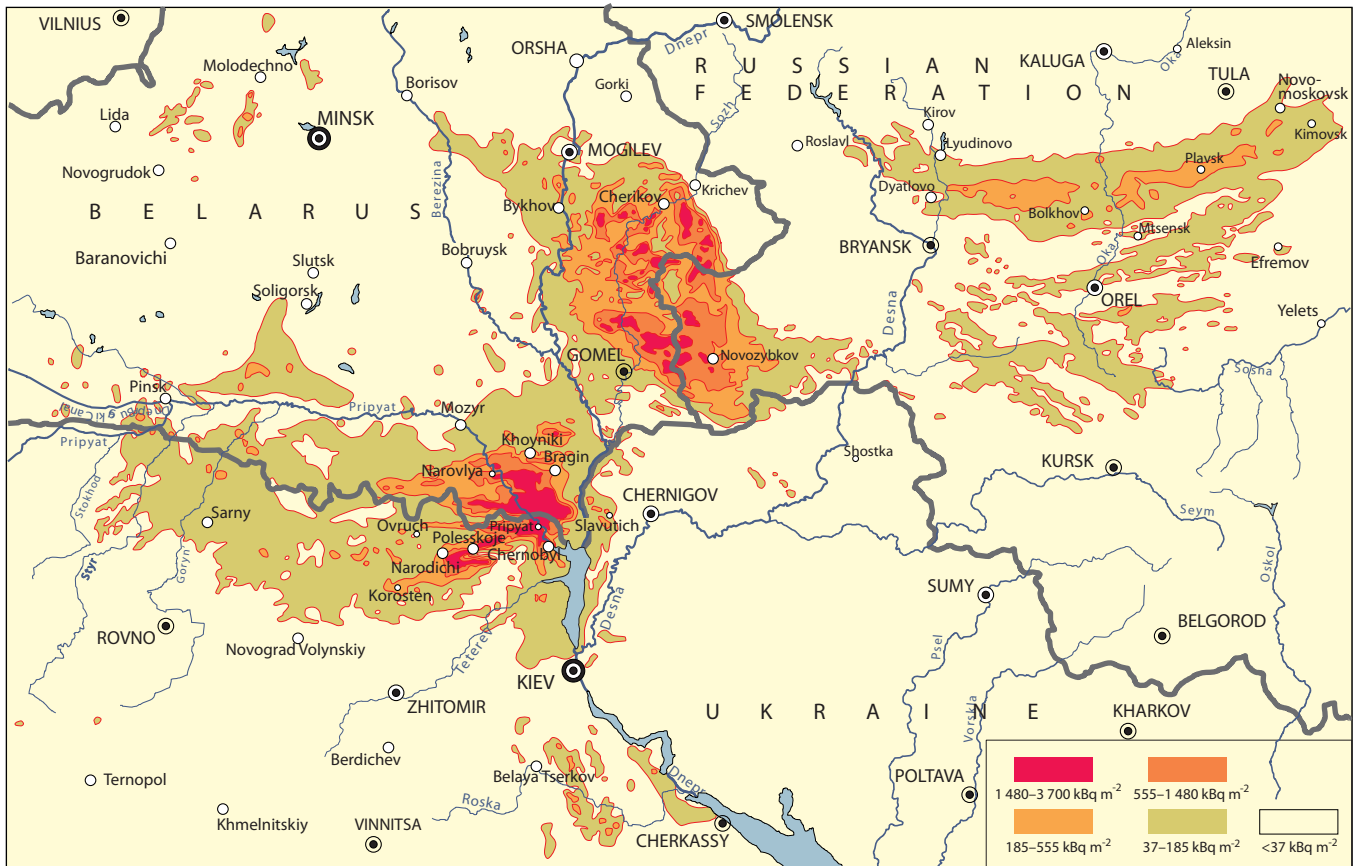 VILNIUS
SMOLENSK
Dnepr
ORSHA
KALUGA
Aleksin
Oka
Molodechno
Borisov
Gorki
R U S S I A N
F E D E R A T I O N
TULA
Novo-
moskovsk
Lida
MINSK
Sozh
Kirov
Kimovsk
MOGILEV
Roslavl
Lyudinovo
Plavsk
Novogrudok
Berezina
Krichev
Dyatlovo
B E L A R U S
Bykhov
Cherikov
Bolkhov
Mtsensk
Baranovichi
Bobruysk
BRYANSK
Oka
Efremov
Slutsk
Soligorsk
OREL
Desna
Yelets
GOMEL
Novozybkov
Sosna
Pinsk
Pripyat
Mozyr
Pripyat
Khoyniki
Bragin
Shostka
KURSK
Narovlya
Stokhod
CHERNIGOV
Sarny
Ovruch
Pripyat
Slavutich
Seym
Polesskoje
Chernobyl
Oskol
Styr
Goryn
Narodichi
Korosten
Desna
SUMY
ROVNO
Novograd Volynskiy
Teterev
Psel
BELGOROD
KIEV
ZHITOMIR
U K R A I N E
Vorskla
KHARKOV
Berdichev
Ternopol
Belaya Tserkov
Dnepr
POLTAVA
1 480–3 700 kBq m-2
555–1 480 kBq m-2
Roska
Khmelnitskiy
VINNITSA
CHERKASSY
185–555 kBq m-2
37–185 kBq m-2
<37 kBq m-2